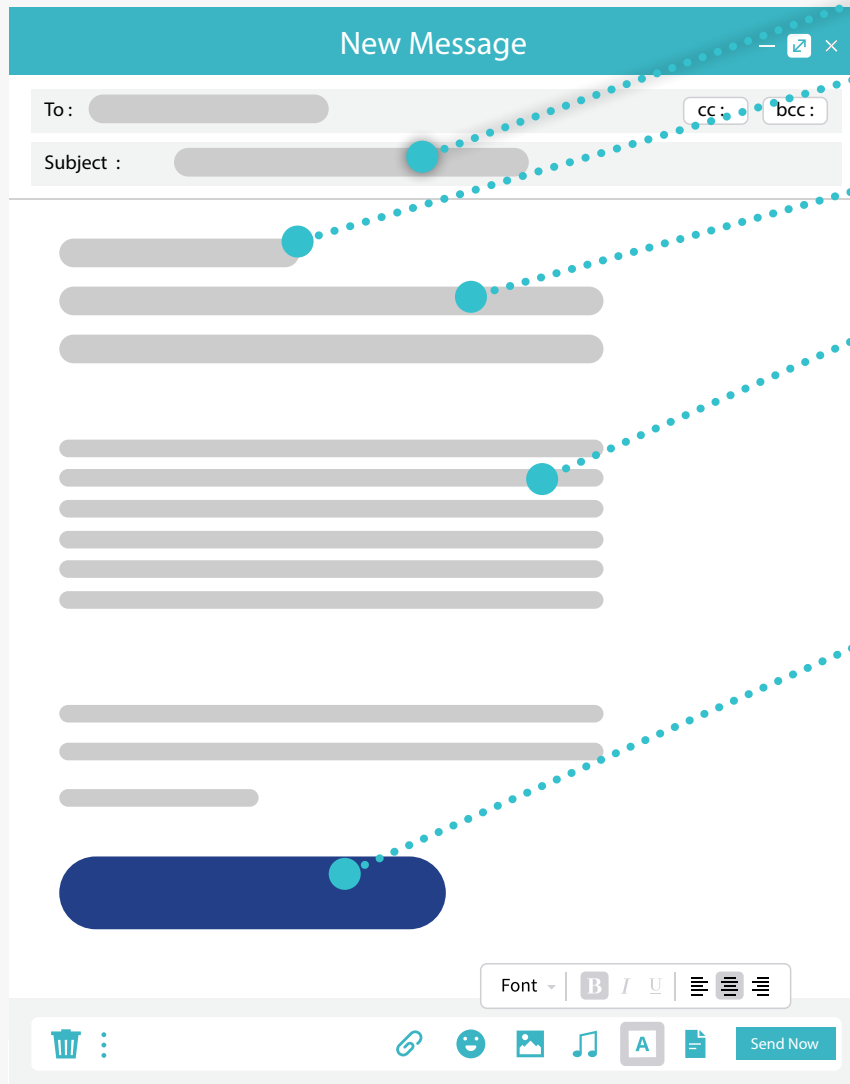 New Message
To :
cc :
bcc :
Subject :
Font
B I U
A
Send Now